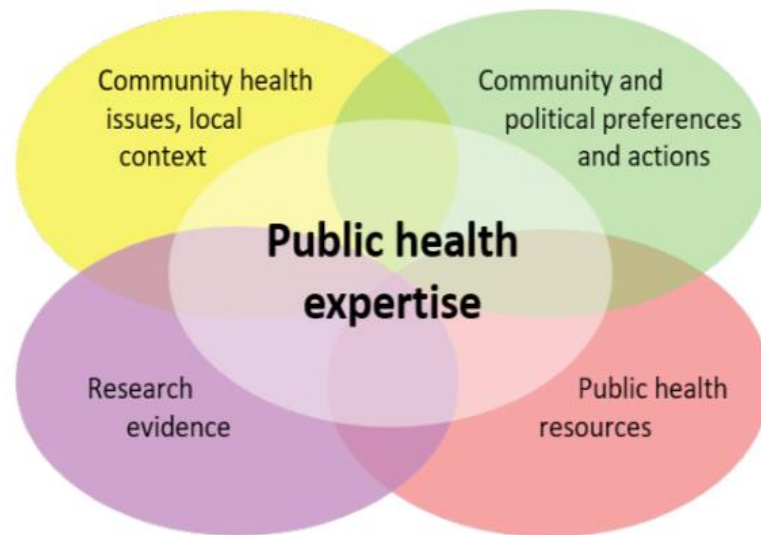 Community health
issues, local
context
Community and
political preferences
and actions
Public health
expertise
Research
evidence
Public health
resources